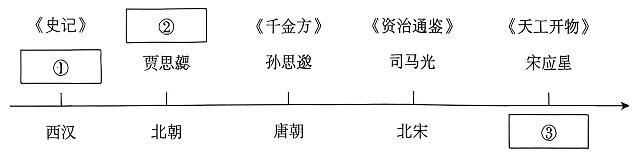 《史记》 ② 《千金方》 《资治通鉴》 《天工开物》
① 贾思勰 孙思邈 司马光 宋应星
西汉 北朝 唐朝 北宋 ③